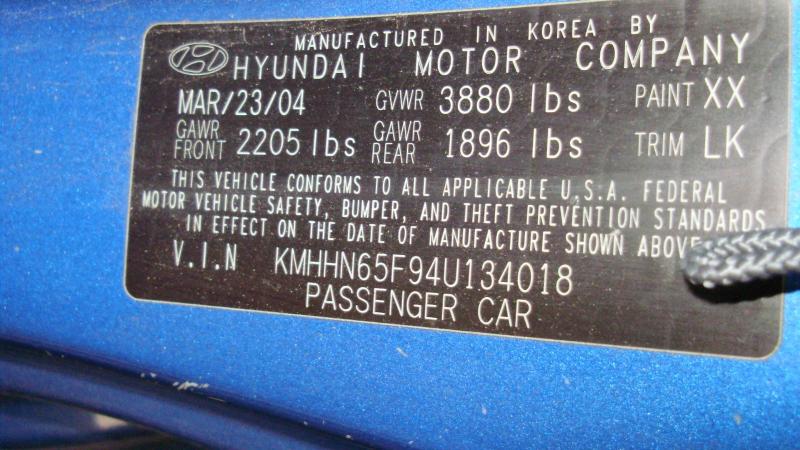 MANUFACTURED IN KOREA BY
HYUNDAI MOTOR COMPANY
MAR/23/04 GVWR 3880 lbs PAINT XX
GAWR FRONT 2205 lbs GAWR REAR 1896 lbs TRIM LK
THIS VEHICLE CONFORMS TO ALL APPLICABLE U.S.A. FEDERAL
MOTOR VEHICLE SAFETY, BUMPER, AND THEFT PREVENTION STANDARDS
IN EFFECT ON THE DATE OF MANUFACTURE SHOWN ABOVE
V.I.N KMHHN65F94U134018
PASSENGER CAR